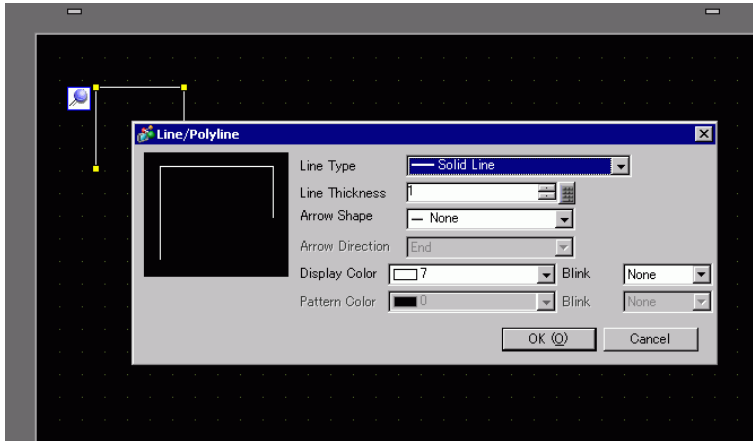 Line/Polyline
Line Type Solid Line
Line Thickness 1
Arrow Shape None
Arrow Direction End
Display Color 7 Blink None
Pattern Color 0 Blink None
OK (O) Cancel